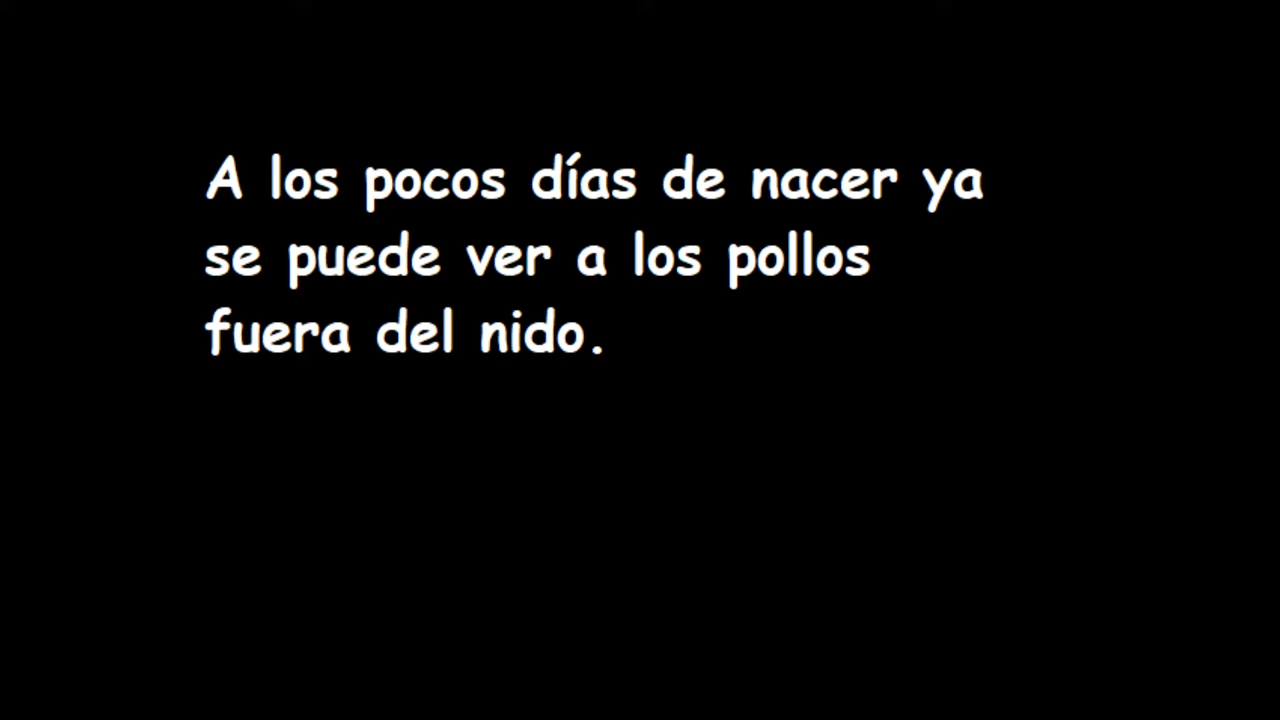 A los pocos días de nacer ya
se puede ver a los pollos
fuera del nido.